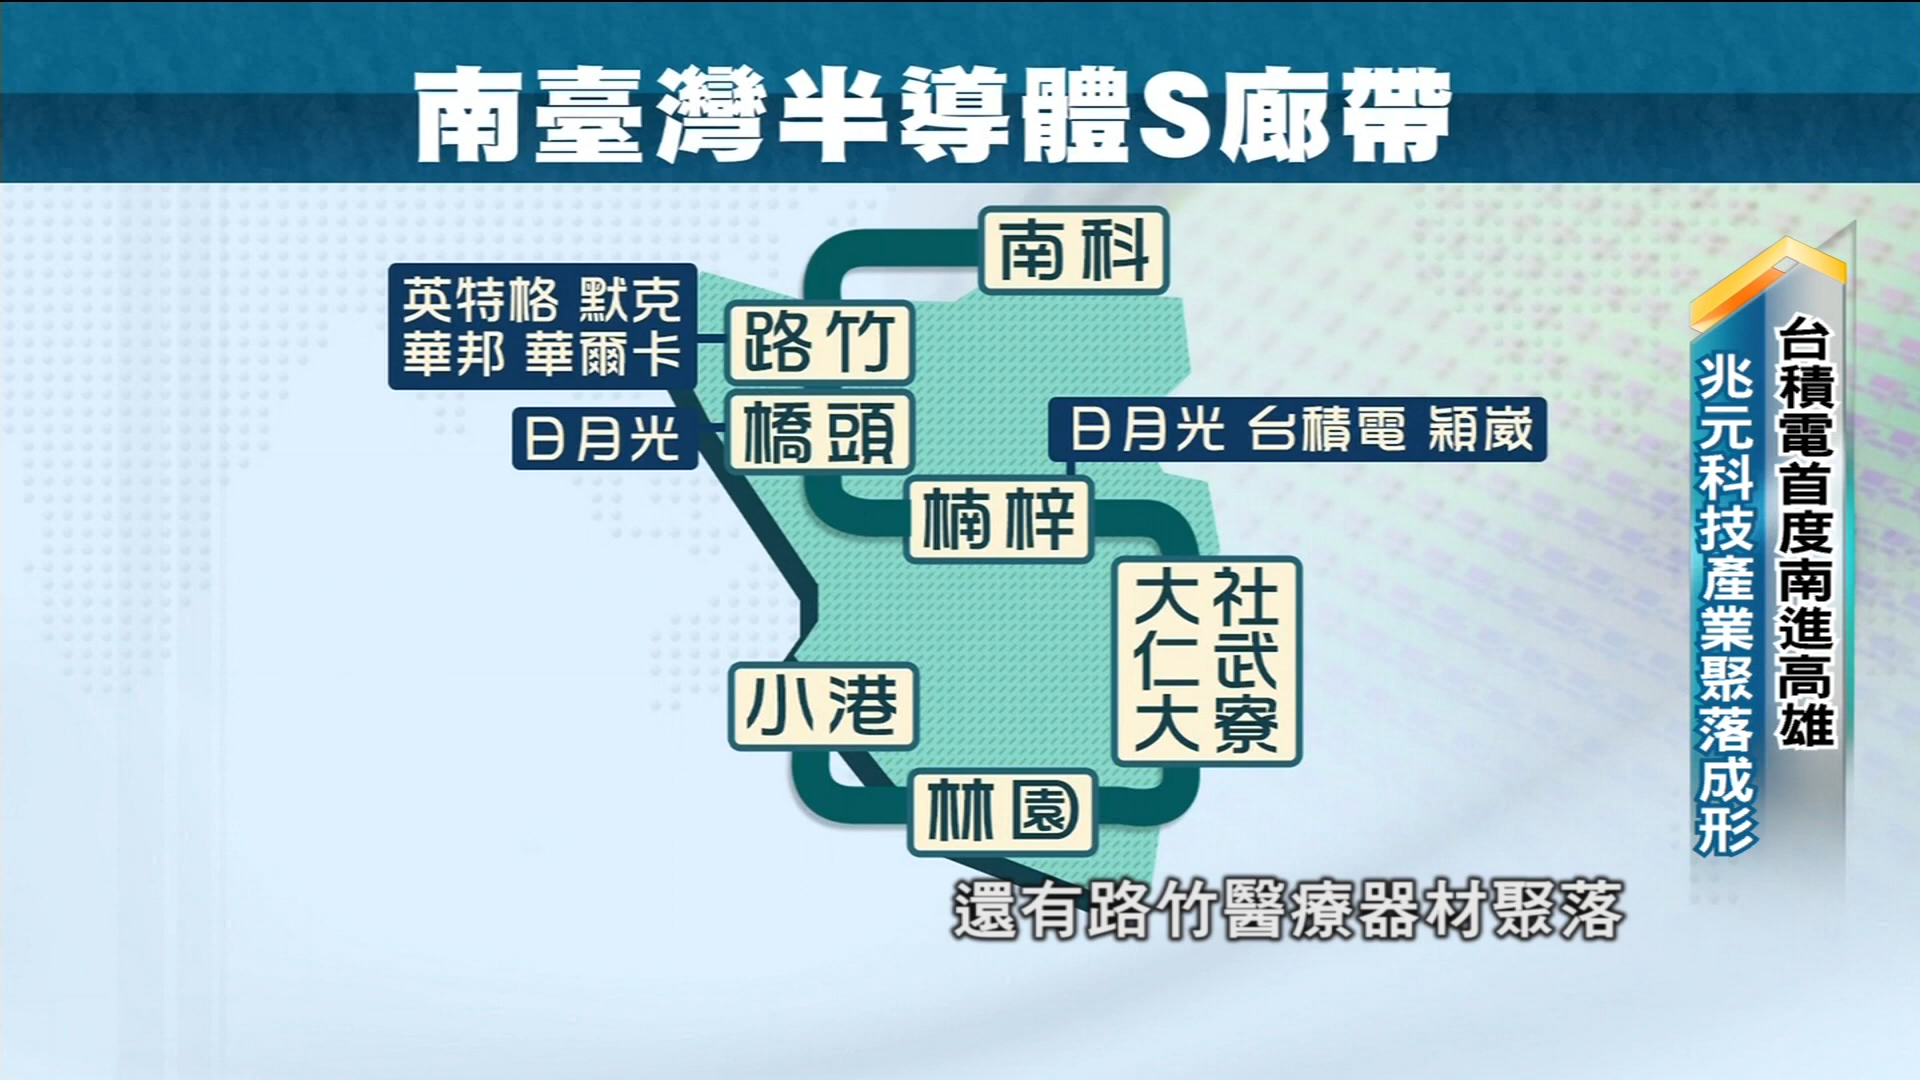 南臺灣半導體S廊帶
南科
英特格 默克
華邦 華爾卡
路竹
橋頭
日月光
日月光 台積電 穎崴
楠梓
大社
仁武
大寮
小港
林園
還有路竹醫療器材聚落
台積電首度南進高雄
兆元科技產業聚落成形